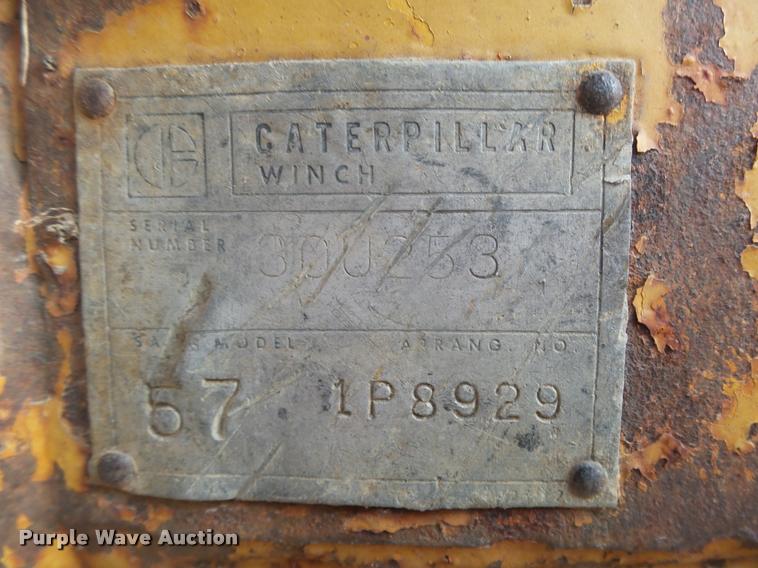 CATERPILLAR
WINCH
SERIAL
NUMBER 30U253
SALES MODEL ARRANG. NO.
57 1P8929
Purple Wave Auction